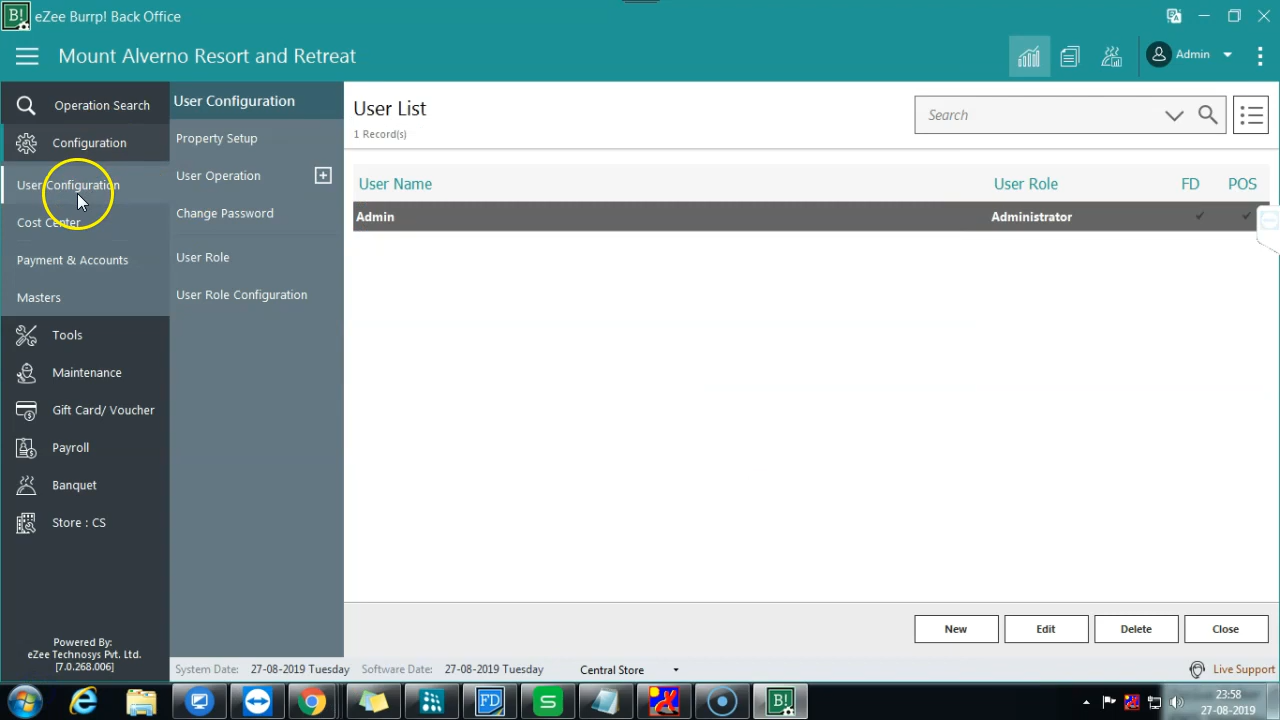 B!
eZee Burrp! Back Office
Mount Alverno Resort and Retreat
Admin
Operation Search
User Configuration
User List
Search
Configuration
Property Setup
1 Record(s)
User Configuration
User Operation
User Name
User Role
FD
POS
Cost Center
Change Password
Admin
Administrator
Payment & Accounts
User Role
Masters
User Role Configuration
Tools
Maintenance
Gift Card/ Voucher
Payroll
Banquet
Store : CS
New
Edit
Delete
Close
Powered By:
eZee Technosys Pvt. Ltd.
[7.0.268.006]
System Date: 27-08-2019 Tuesday
Software Date: 27-08-2019 Tuesday
Central Store
Live Support
FD
S
B!
23:58
27-08-2019